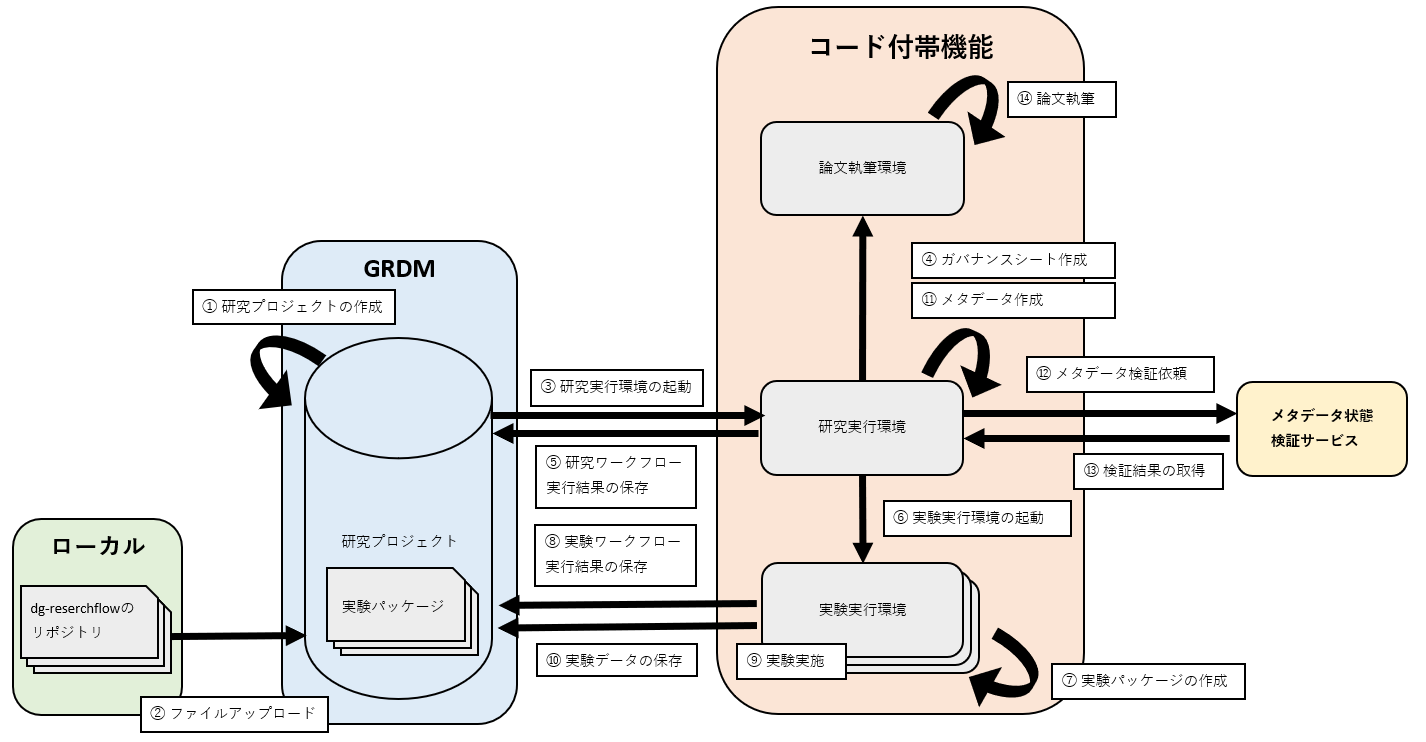 コード付帯機能
⑭ 論文執筆
論文執筆環境
GRDM
① 研究プロジェクトの作成
④ ガバナンスシート作成
⑪ メタデータ作成
③ 研究実行環境の起動
研究実行環境
⑫ メタデータ検証依頼
メタデータ状態
検証サービス
⑤ 研究ワークフロー
実行結果の保存
⑬ 検証結果の取得
⑥ 実験実行環境の起動
ローカル
研究プロジェクト
⑧ 実験ワークフロー
実行結果の保存
dg-reserchflowの
リポジトリ
実験パッケージ
実験実行環境
⑩ 実験データの保存
⑨ 実験実施
⑦ 実験パッケージの作成
② ファイルアップロード